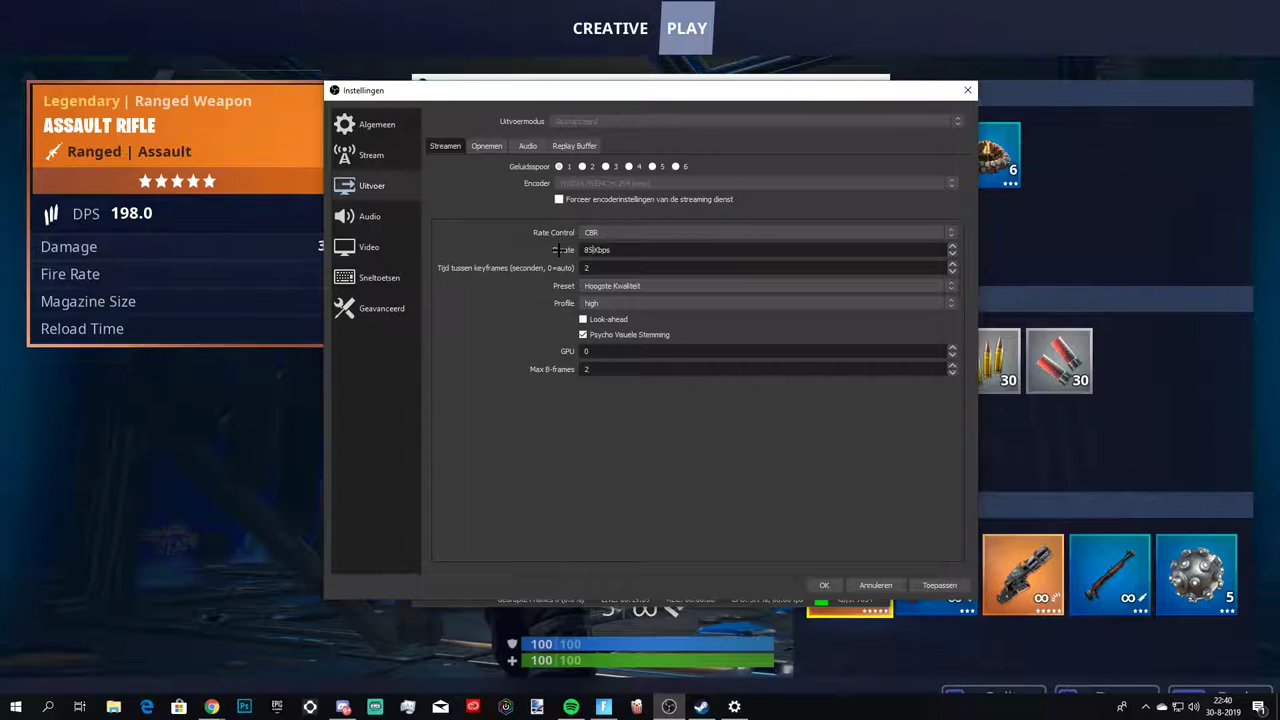 CREATIVE
PLAY
Legendary | Ranged Weapon
ASSAULT RIFLE
Ranged | Assault
DPS 198.0
Damage 3
Fire Rate
Magazine Size
Reload Time
Instellingen
Algemeen
Stream
Uitvoer
Audio
Video
Sneltoetsen
Geavanceerd
Uitvoermodus
Streamen
Opnemen
Audio
Replay Buffer
Geluidsspoor 1 2 3 4 5 6
Encoder
Forceer encoderinstellingen van de streaming dienst
Rate Control CBR
85 Kbps
Tijd tussen keyframes (seconden, 0=auto) 2
Preset Hoogste Kwaliteit
Profile high
Look-ahead
Psycho Visuele Stemming
GPU 0
Max B-frames 2
OK
Annuleren
Toepassen
6
30
30
∞
∞
5
100 | 100
100 | 100
22:40
30-8-2019